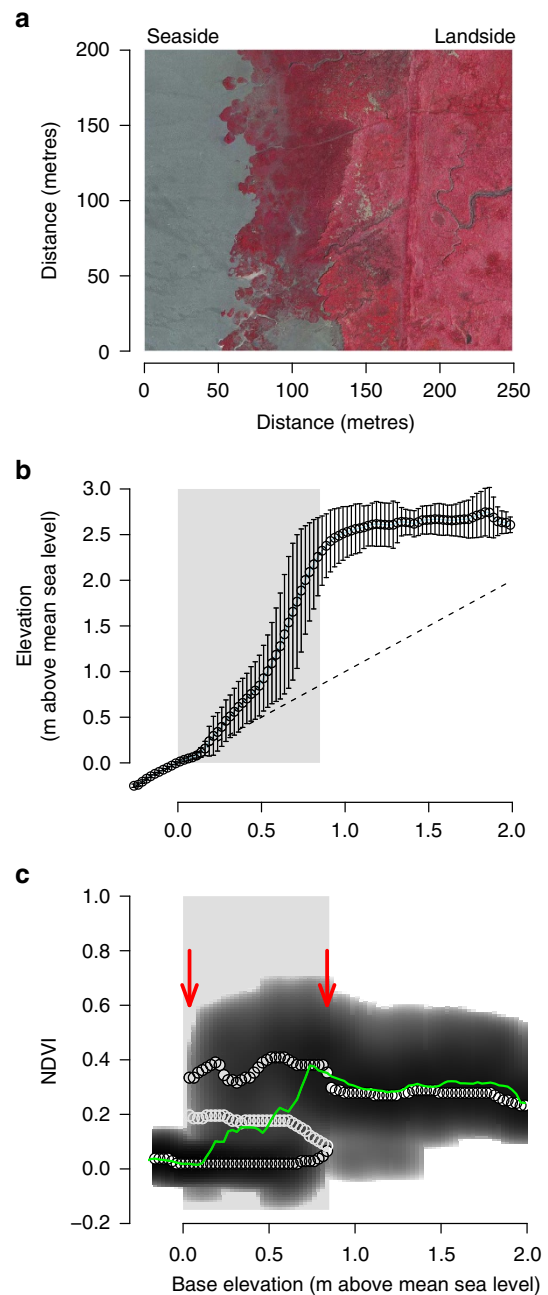 a
Seaside
Landside
200
150
100
50
0
Distance (metres)
0 50 100 150 200 250
Distance (metres)
b
3.0
2.5
2.0
1.5
1.0
0.5
0.0
Elevation
(m above mean sea level)
0.0 0.5 1.0 1.5 2.0
c
1.0
0.8
0.6
0.4
0.2
0.0
−0.2
NDVI
0.0 0.5 1.0 1.5 2.0
Base elevation (m above mean sea level)